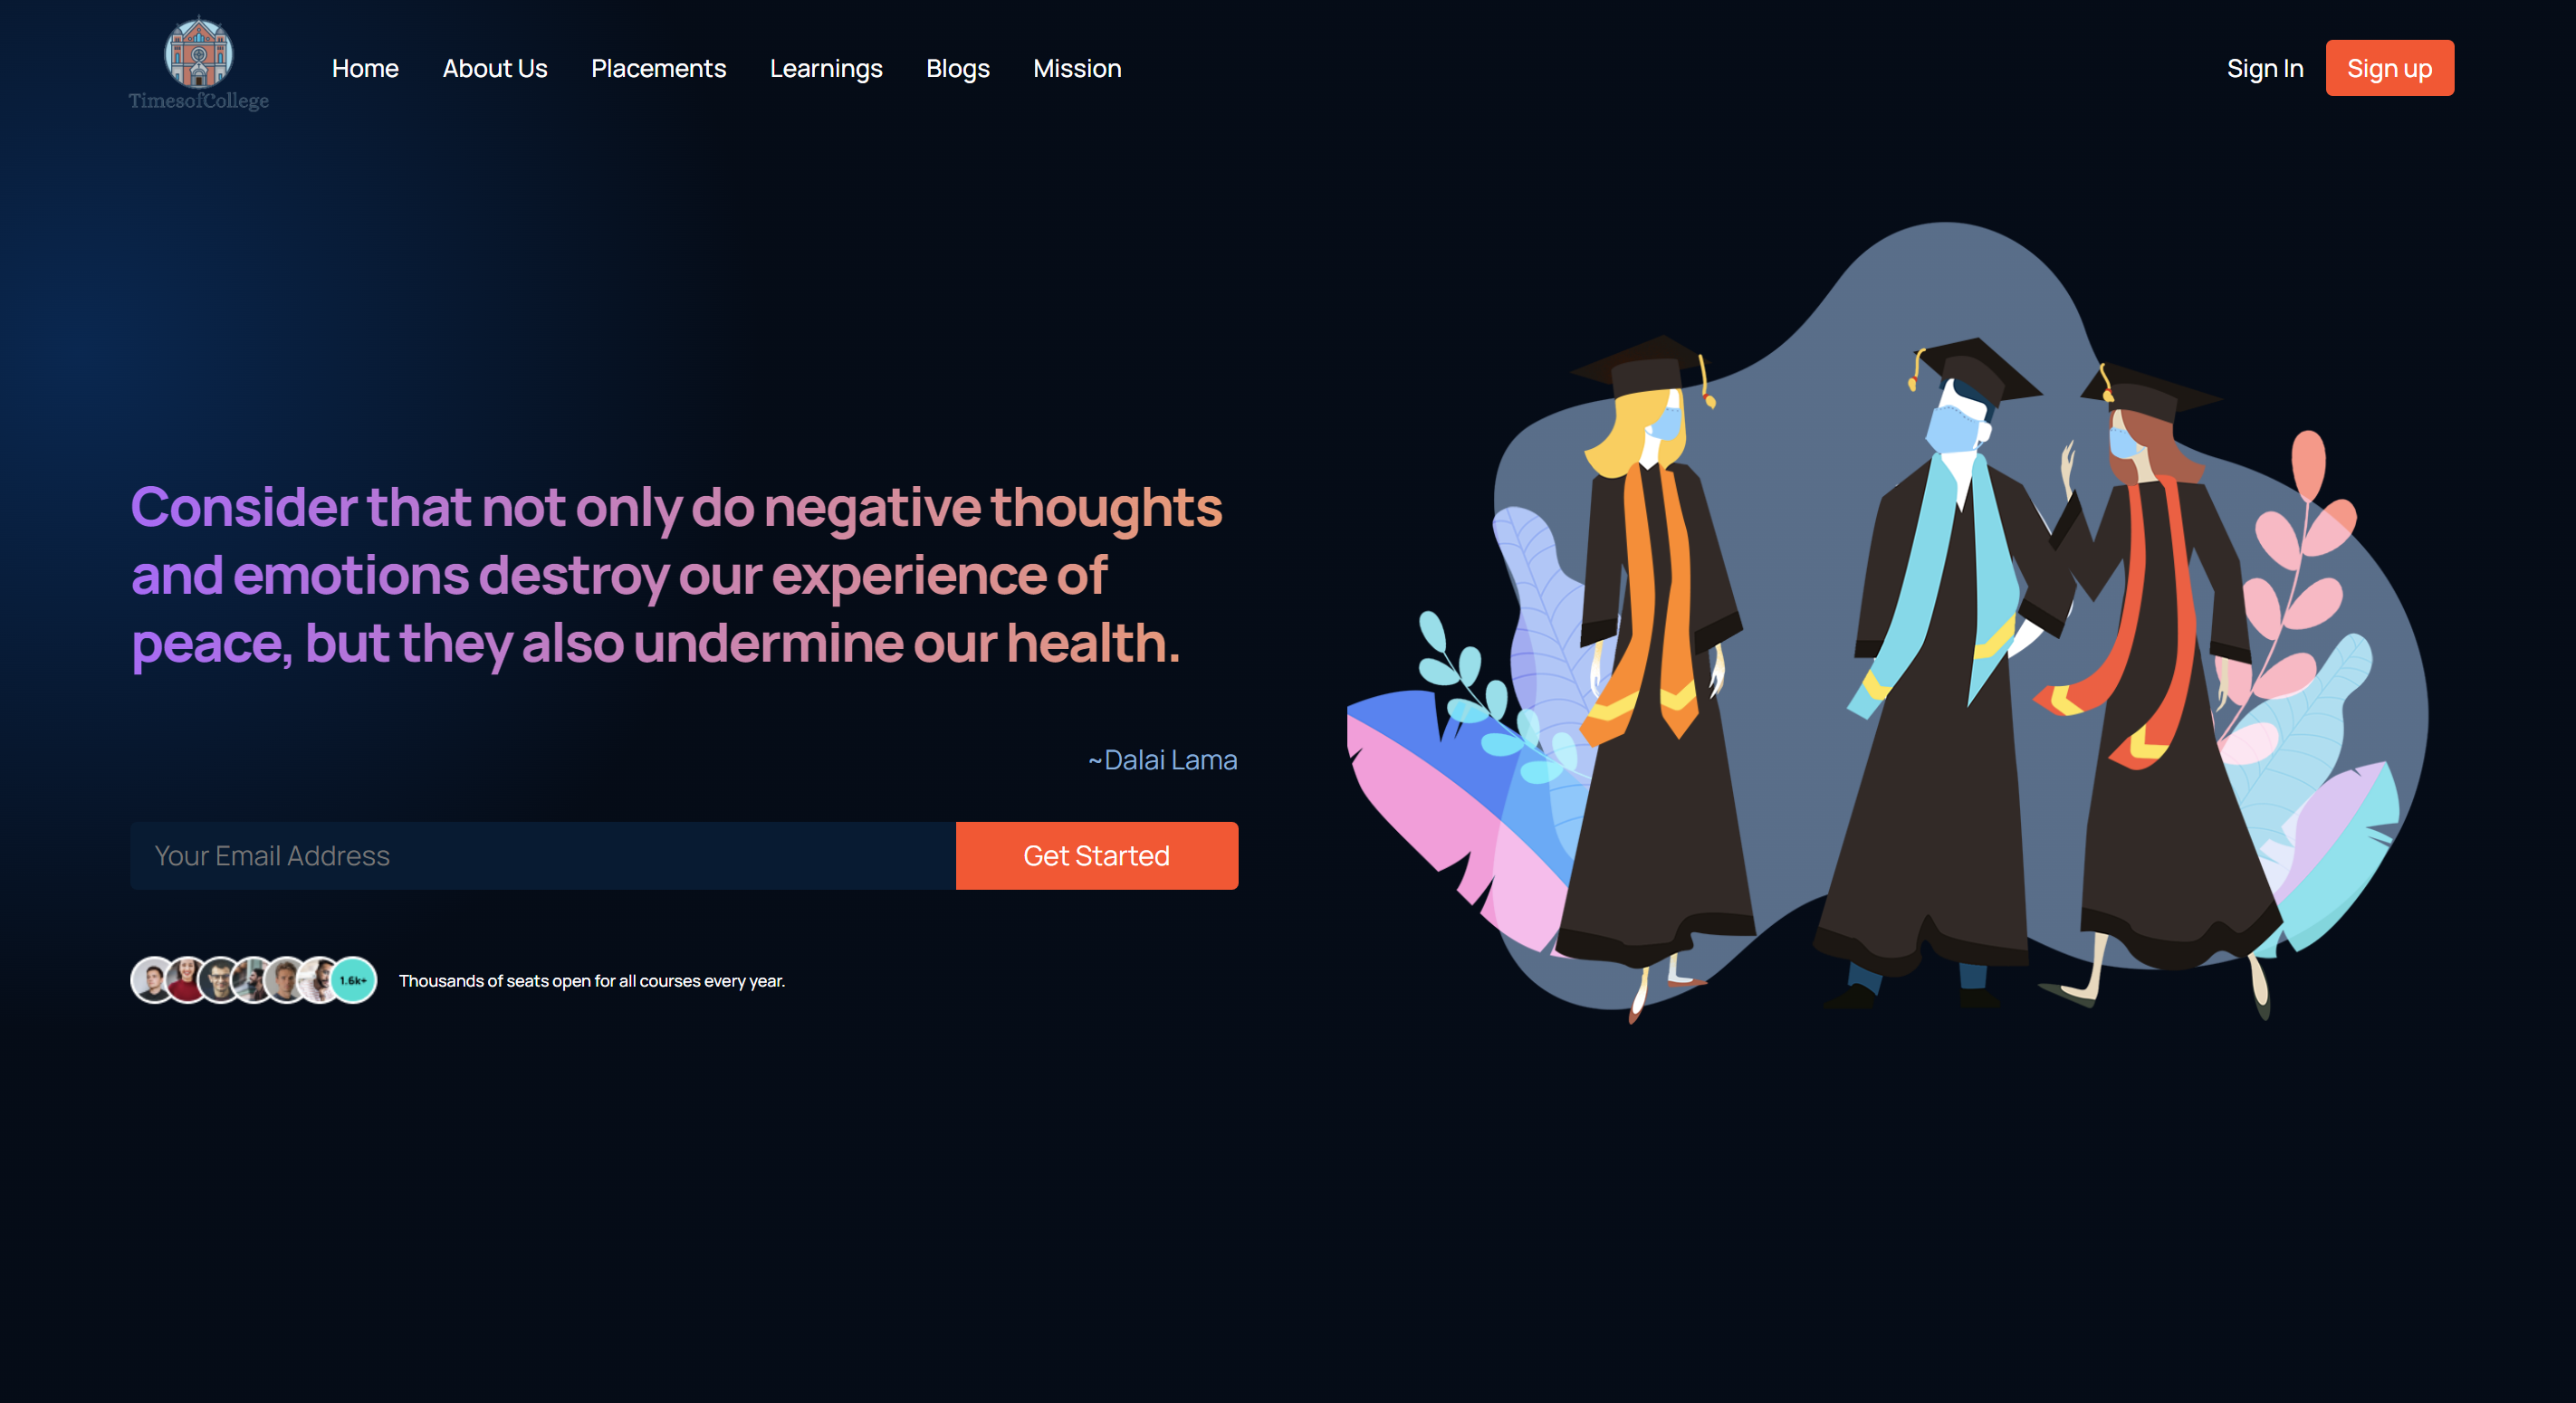 TimesofCollege
Home About Us Placements Learnings Blogs Mission Sign In Sign up
Consider that not only do negative thoughts
and emotions destroy our experience of
peace, but they also undermine our health.
~Dalai Lama
Your Email Address Get Started
1.6k+ Thousands of seats open for all courses every year.